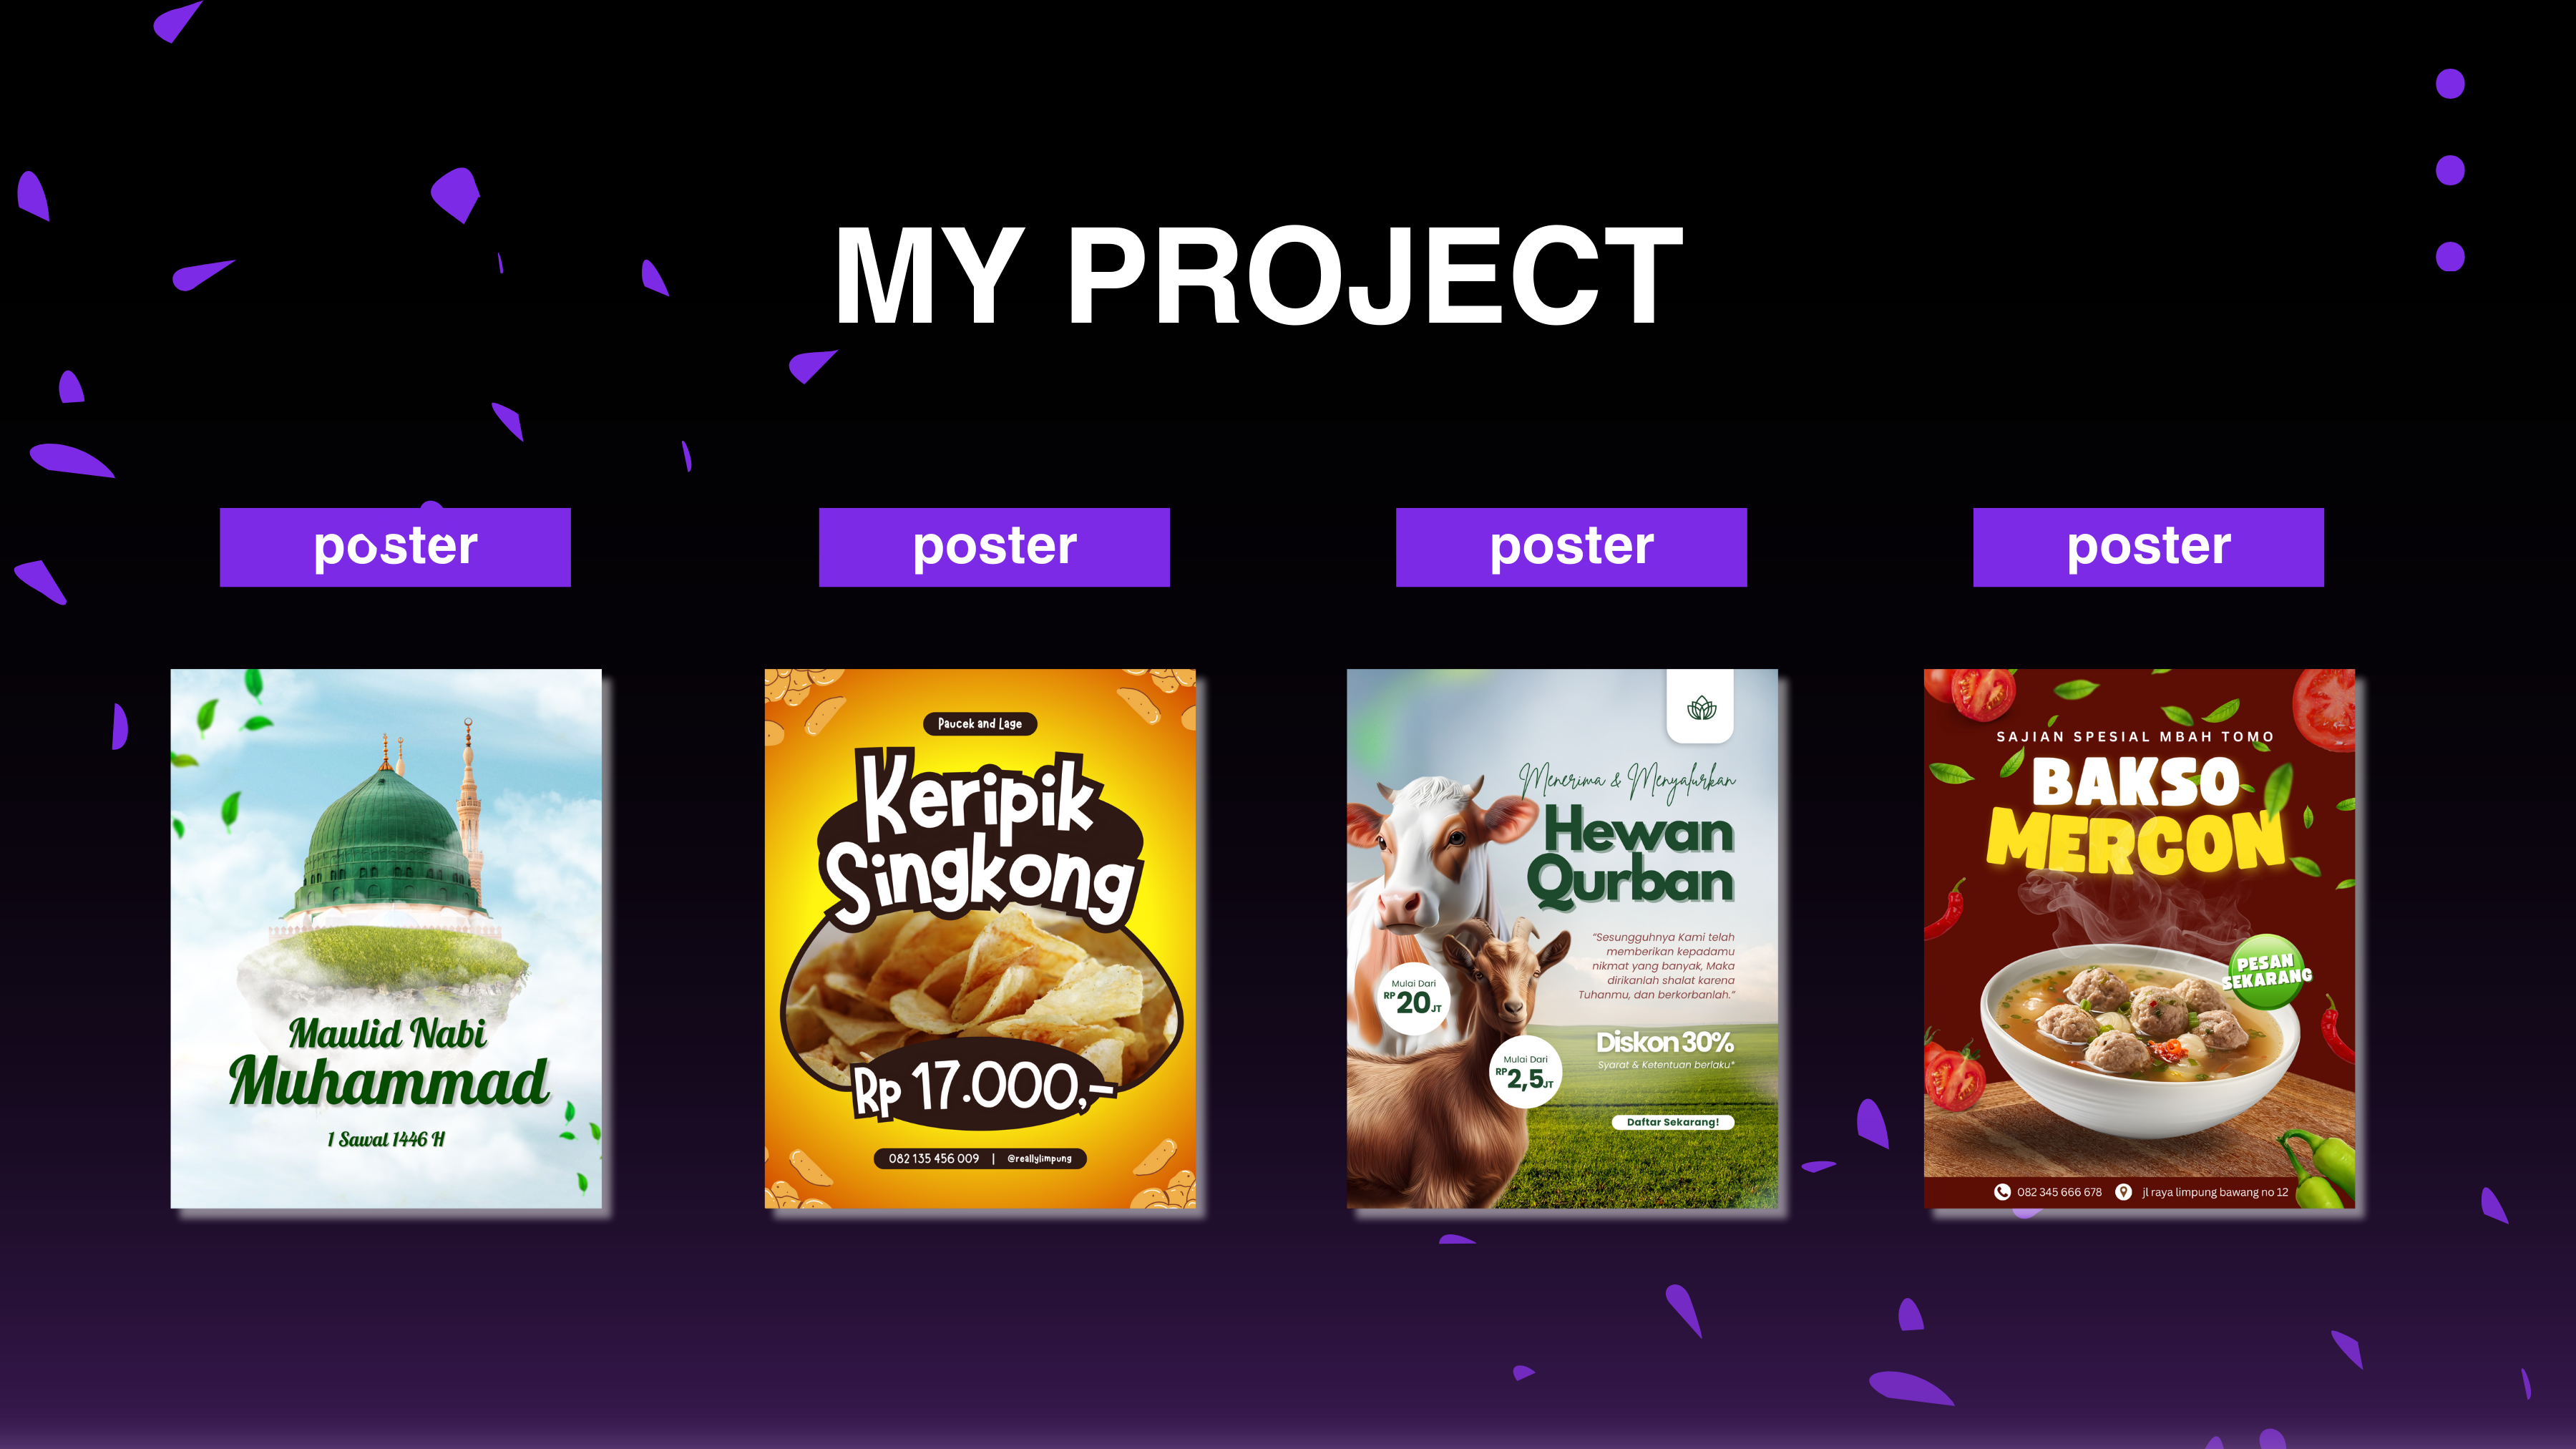 MY PROJECT
poster
poster
poster
poster
Maulid Nabi
Muhammad
1 Sawal 1446 H
Paucek and Lage
Keripik
Singkong
Rp 17.000,-
082 135 456 009 | @reallylimpung
Menerima & Menyalurkan
Hewan
Qurban
"Sesungguhnya Kami telah
memberikan kepadamu
nikmat yang banyak, Maka
dirikanlah shalat karena
Tuhanmu, dan berkorbanlah."
Mulai Dari
RP 20 JT
Diskon 30%
Syarat & Ketentuan berlaku*
Mulai Dari
RP 2,5 JT
Daftar Sekarang!
SAJIAN SPESIAL MBAH TOMO
BAKSO
MERCON
PESAN
SEKARANG
082 345 666 678 jl raya limpung bawang no 12